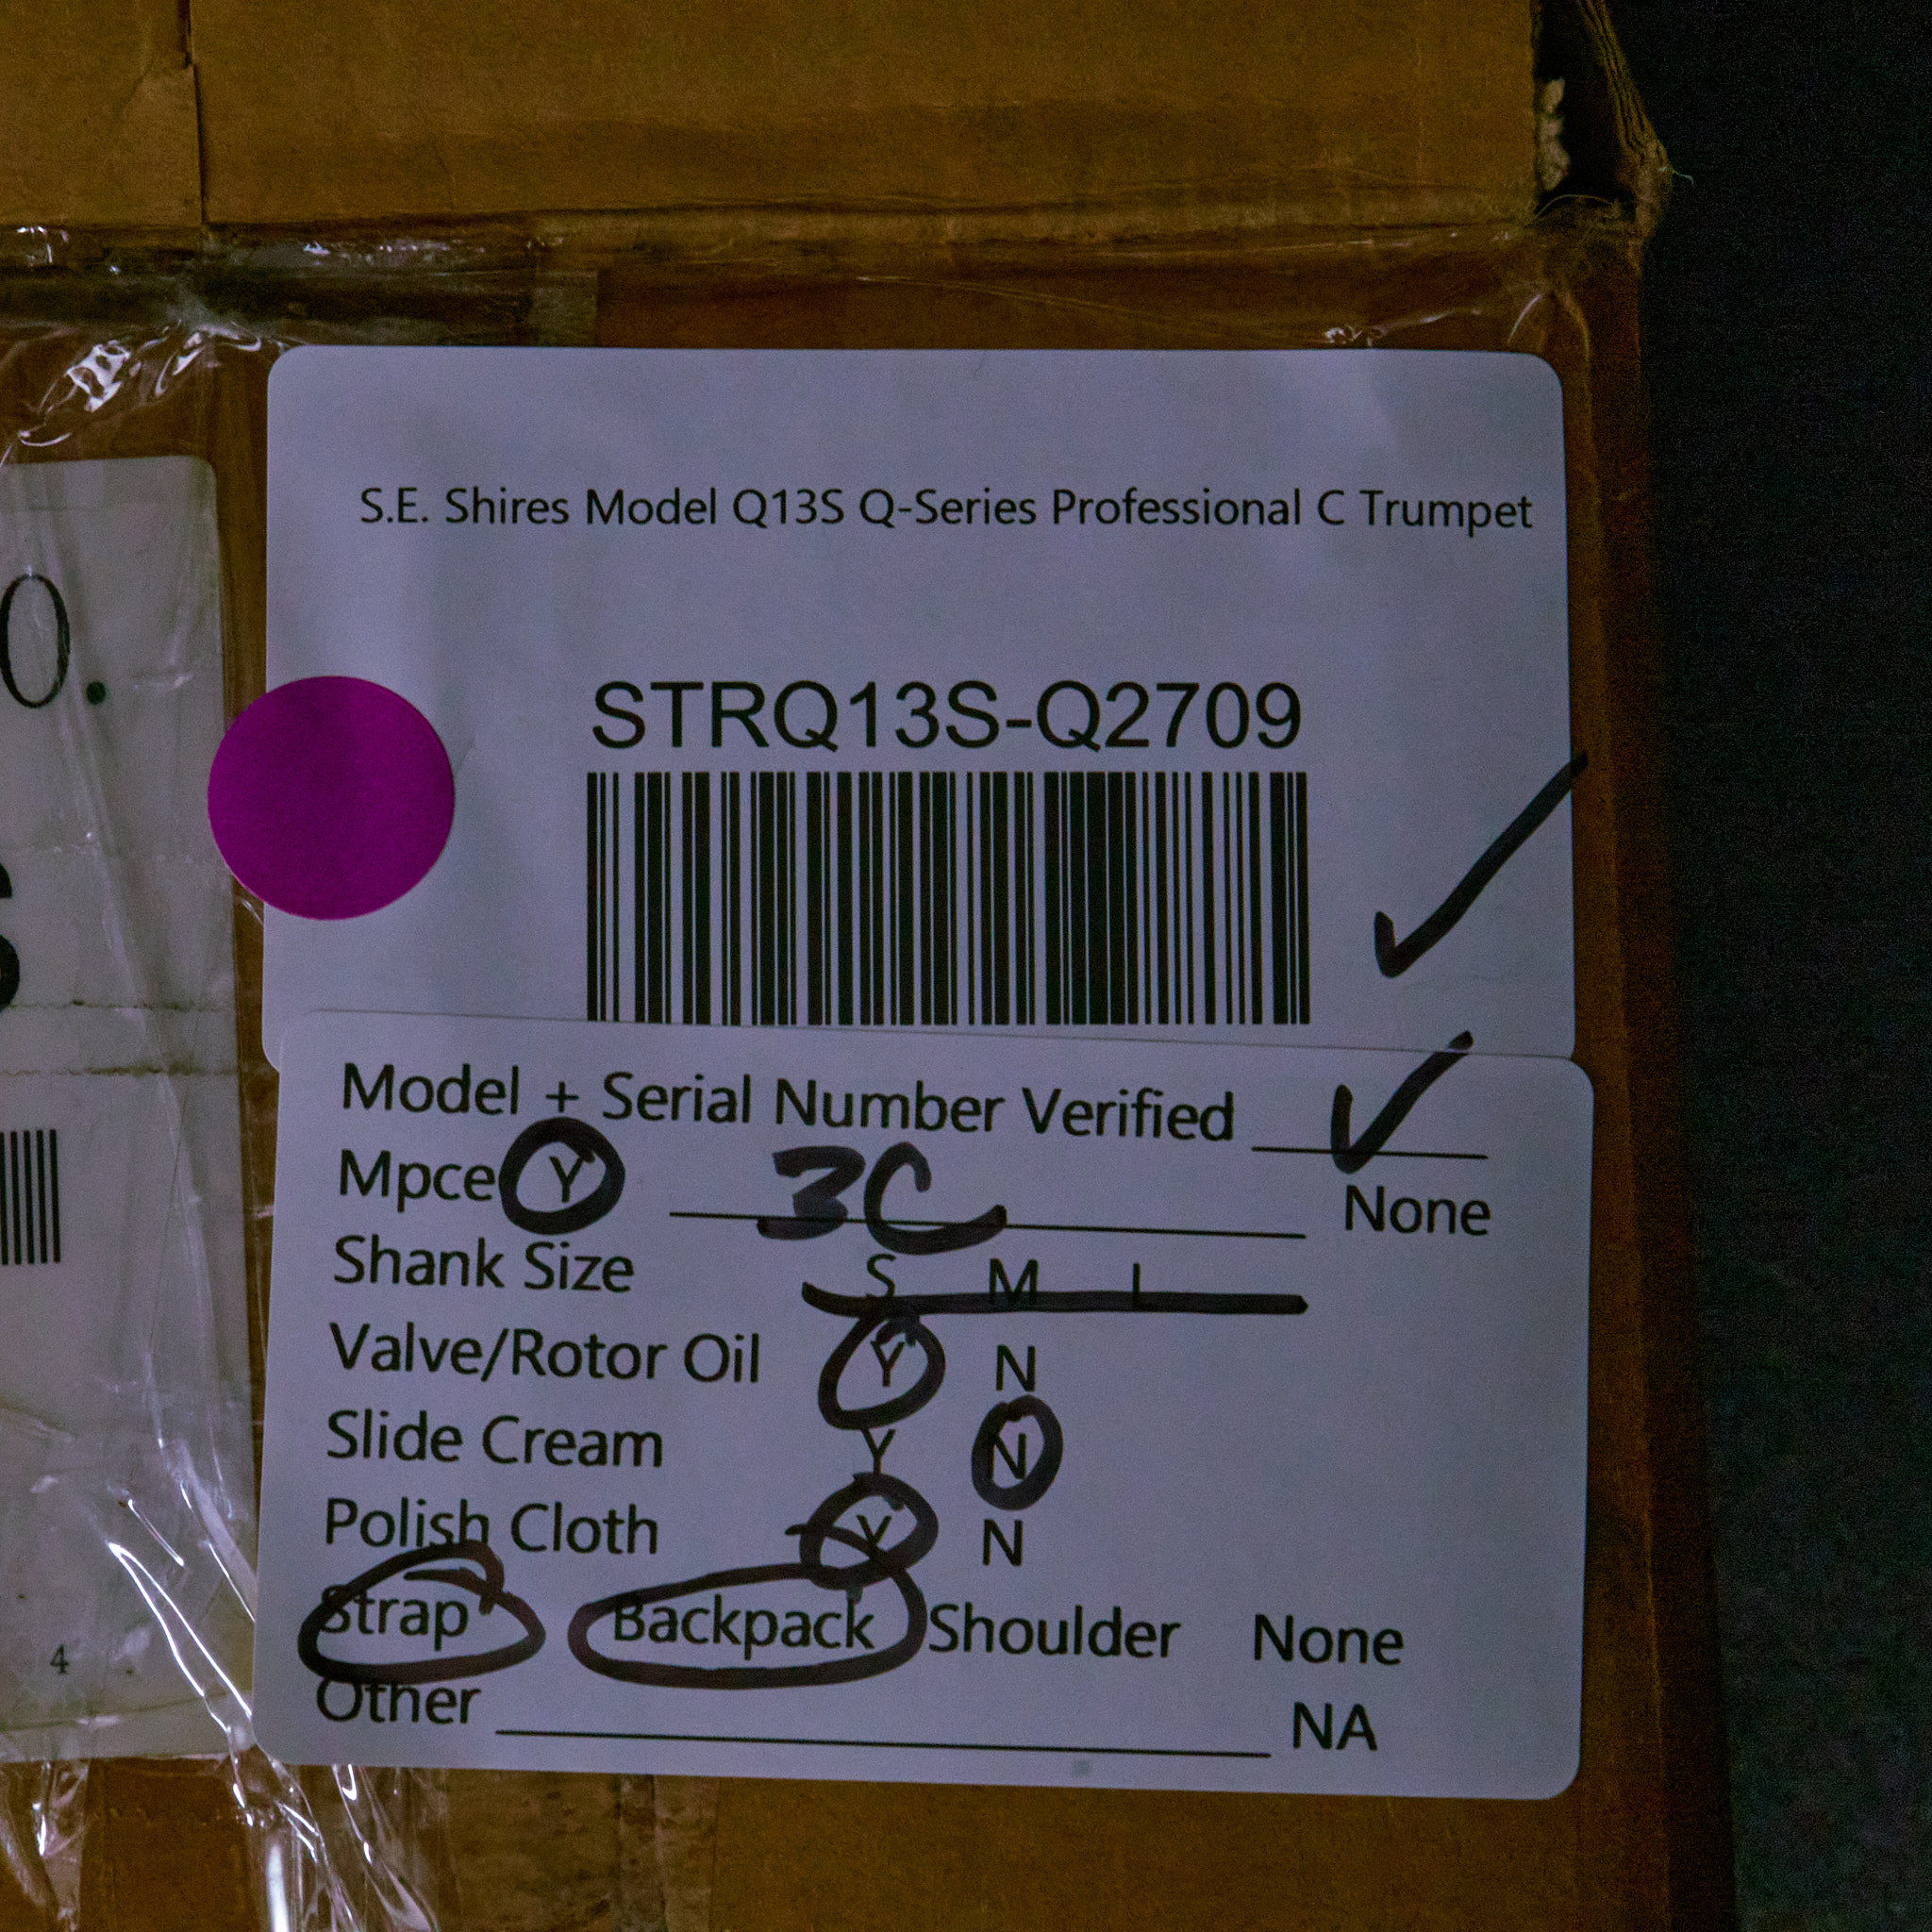 S.E. Shires Model Q13S Q-Series Professional C Trumpet
STRQ13S-Q2709
Model + Serial Number Verified ✓
Mpce Y 3C None
Shank Size S M L
Valve/Rotor Oil Y N
Slide Cream Y N
Polish Cloth Y N
Strap Backpack Shoulder None
Other NA
O.
S
4